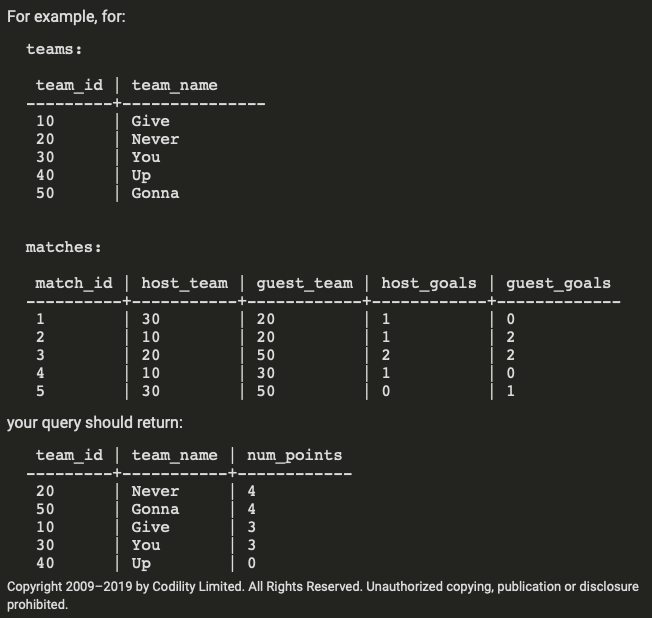 For example, for:
teams:
team_id | team_name
---------+---------------
10 | Give
20 | Never
30 | You
40 | Up
50 | Gonna
matches:
match_id | host_team | guest_team | host_goals | guest_goals
----------+-----------+------------+------------+-------------
1 | 30 | 20 | 1 | 0
2 | 10 | 20 | 1 | 2
3 | 20 | 50 | 2 | 2
4 | 10 | 30 | 1 | 0
5 | 30 | 50 | 0 | 1
your query should return:
team_id | team_name | num_points
---------+-----------+------------
20 | Never | 4
50 | Gonna | 4
10 | Give | 3
30 | You | 3
40 | Up | 0
Copyright 2009–2019 by Codility Limited. All Rights Reserved. Unauthorized copying, publication or disclosure
prohibited.